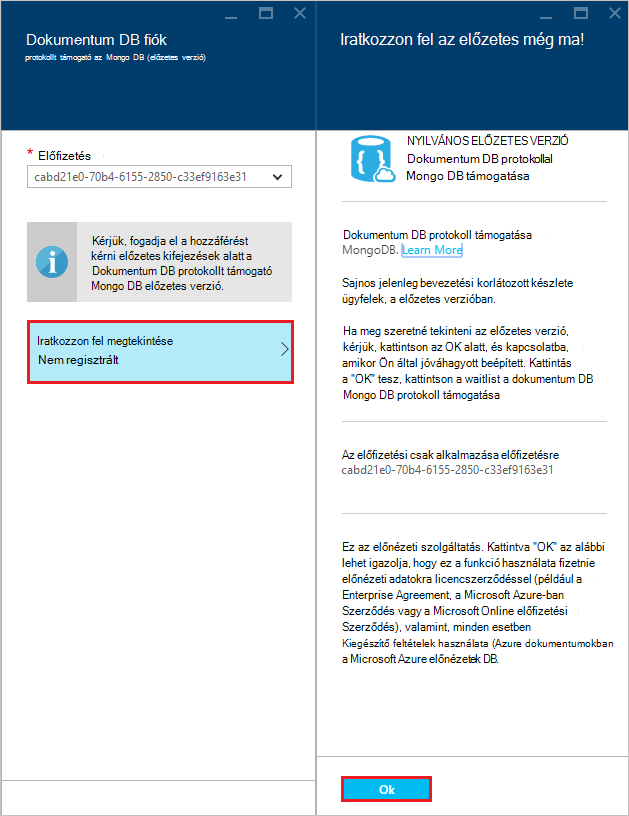 Dokumentum DB fiók
protokollt támogató az Mongo DB (előzetes verzió)
* Előfizetés
cabd21e0-70b4-6155-2850-c33ef9163e31
Kérjük, fogadja el a hozzáférést
kérni előzetes kifejezések alatt a
Dokumentum DB protokollt támogató
Mongo DB előzetes verzió.
Iratkozzon fel megtekintése
Nem regisztrált
Iratkozzon fel az előzetes még ma!
NYILVÁNOS ELŐZETES VERZIÓ
Dokumentum DB protokollal
Mongo DB támogatása
Dokumentum DB protokoll támogatása
MongoDB. Learn More
Sajnos jelenleg bevezetési korlátozott készlete
ügyfelek, a előzetes verzióban.
Ha meg szeretné tekinteni az előzetes verzió,
kérjük, kattintson az OK alatt, és kapcsolatba,
amikor Ön által jóváhagyott beépített. Kattintás
a "OK" tesz, kattintson a waitlist a dokumentum DB
Mongo DB protokoll támogatása
Az előfizetési csak alkalmazása előfizetésre
cabd21e0-70b4-6155-2850-c33ef9163e31
Ez az előnézeti szolgáltatás. Kattintva "OK" az alábbi
lehet igazolja, hogy ez a funkció használata fizetnie
előnézeti adatokra licencszerződéssel (például a
Enterprise Agreement, a Microsoft Azure-ban
Szerződés vagy a Microsoft Online előfizetési
Szerződés), valamint, minden esetben
Kiegészítő feltételek használata (Azure dokumentumokban
a Microsoft Azure előnézetek DB.
Ok